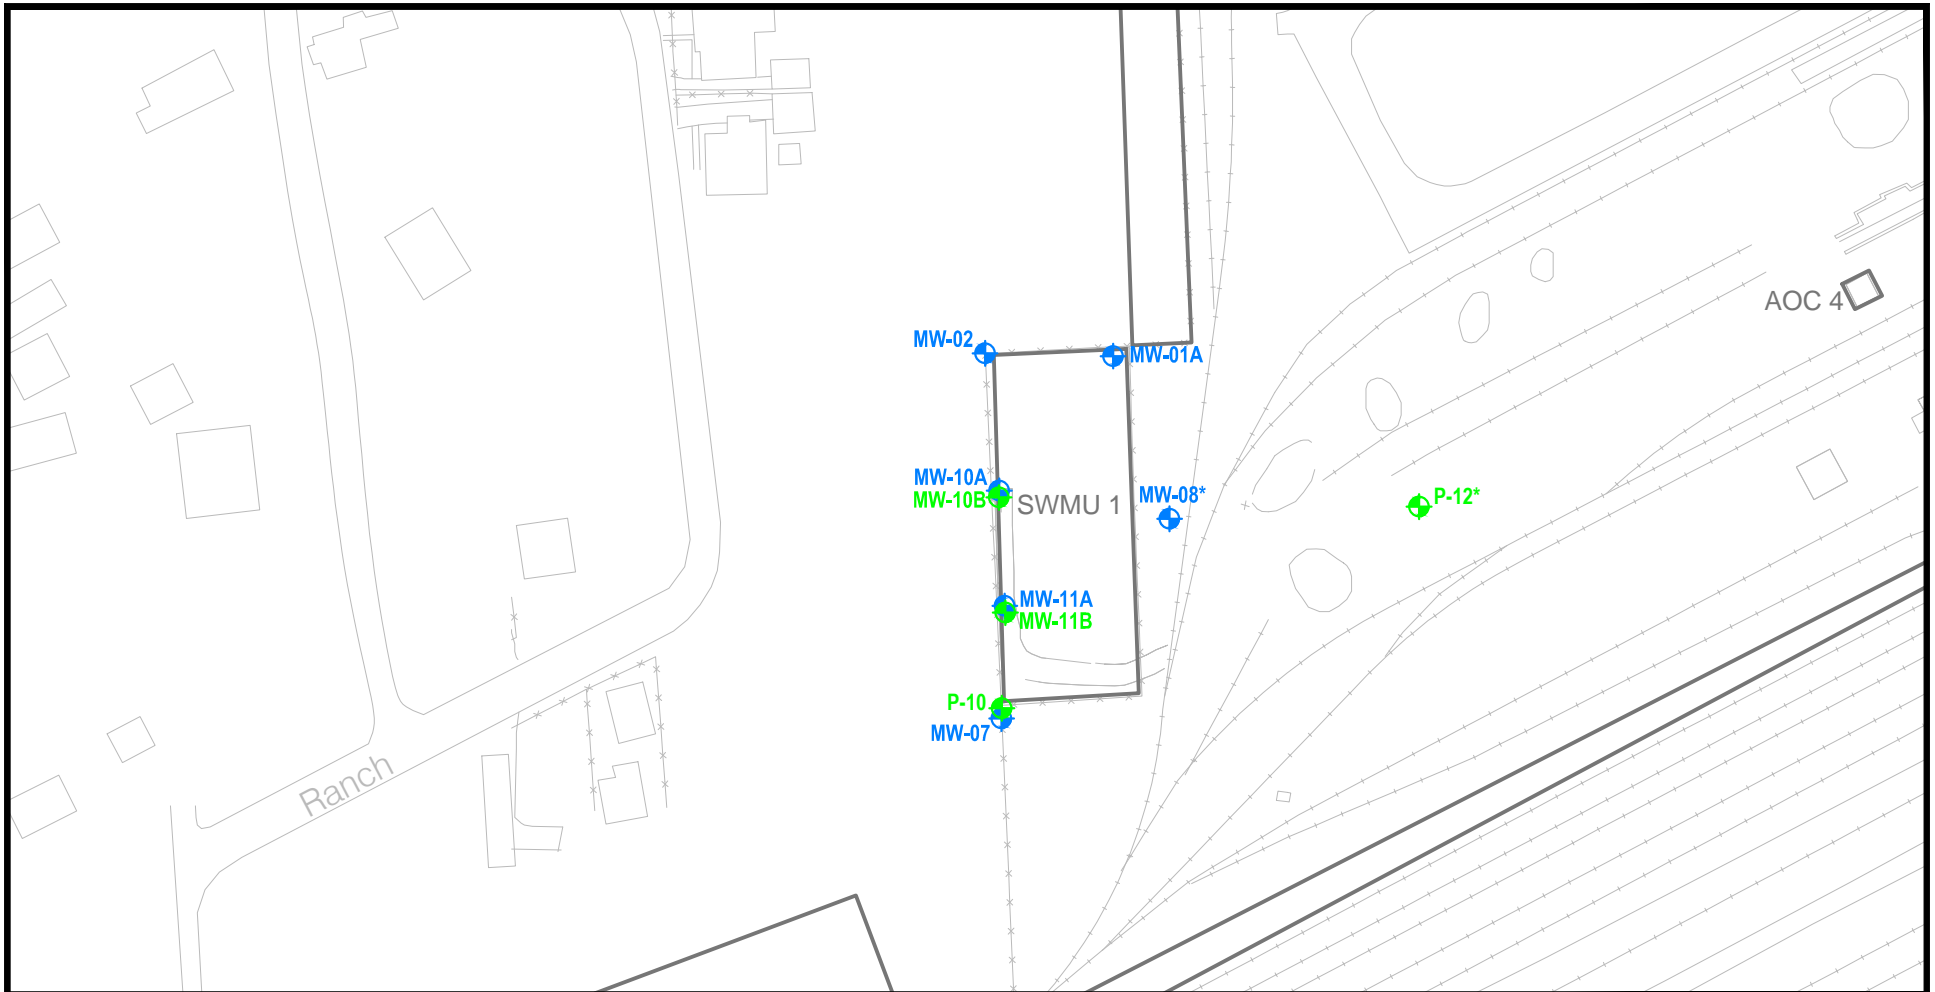 AOC 4
MW-02
MW-01A
MW-10A
MW-10B
SWMU 1
MW-08*
P-12*
MW-11A
MW-11B
P-10
MW-07
Ranch